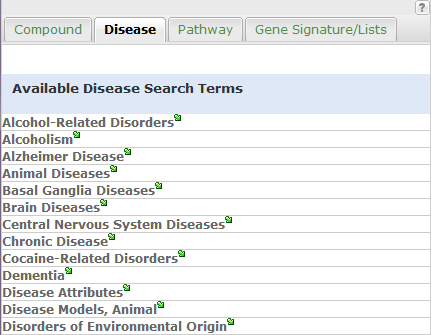 ?
Compound Disease Pathway Gene Signature/Lists
Available Disease Search Terms
Alcohol-Related Disorders
Alcoholism
Alzheimer Disease
Animal Diseases
Basal Ganglia Diseases
Brain Diseases
Central Nervous System Diseases
Chronic Disease
Cocaine-Related Disorders
Dementia
Disease Attributes
Disease Models, Animal
Disorders of Environmental Origin